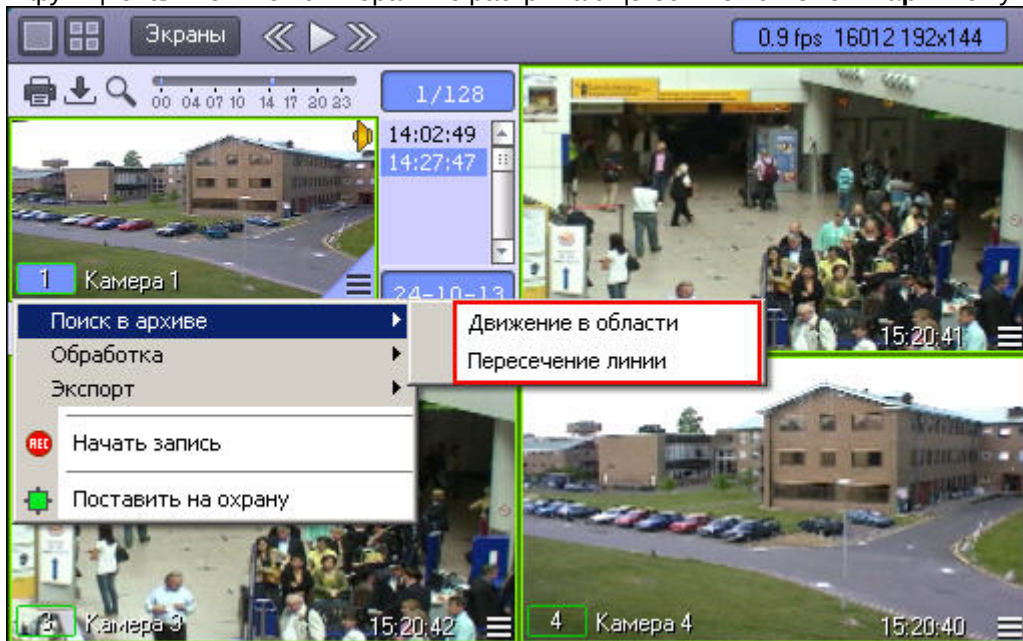 Экраны
0.9 fps 16012 192x144
00 04 07 10 14 17 20 23
1/128
14:02:49
14:27:47
1 Камера 1
24-10-13
Поиск в архиве
Движение в области
Обработка
Пересечение линии
Экспорт
15:20:41
REC Начать запись
Поставить на охрану
3 Камера 3
15:20:42
4 Камера 4
15:20:40